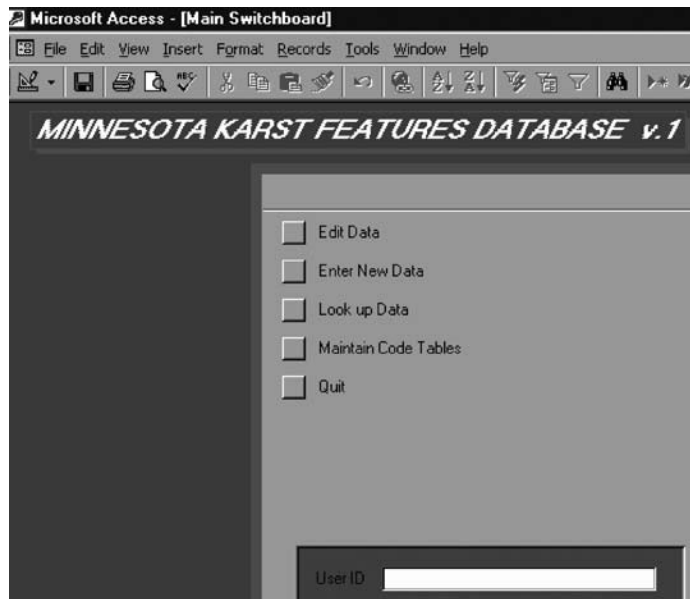 Microsoft Access - [Main Switchboard]
File Edit View Insert Format Records Tools Window Help
ABC A Z Z A
MINNESOTA KARST FEATURES DATABASE v.1
Edit Data
Enter New Data
Look up Data
Maintain Code Tables
Quit
User ID